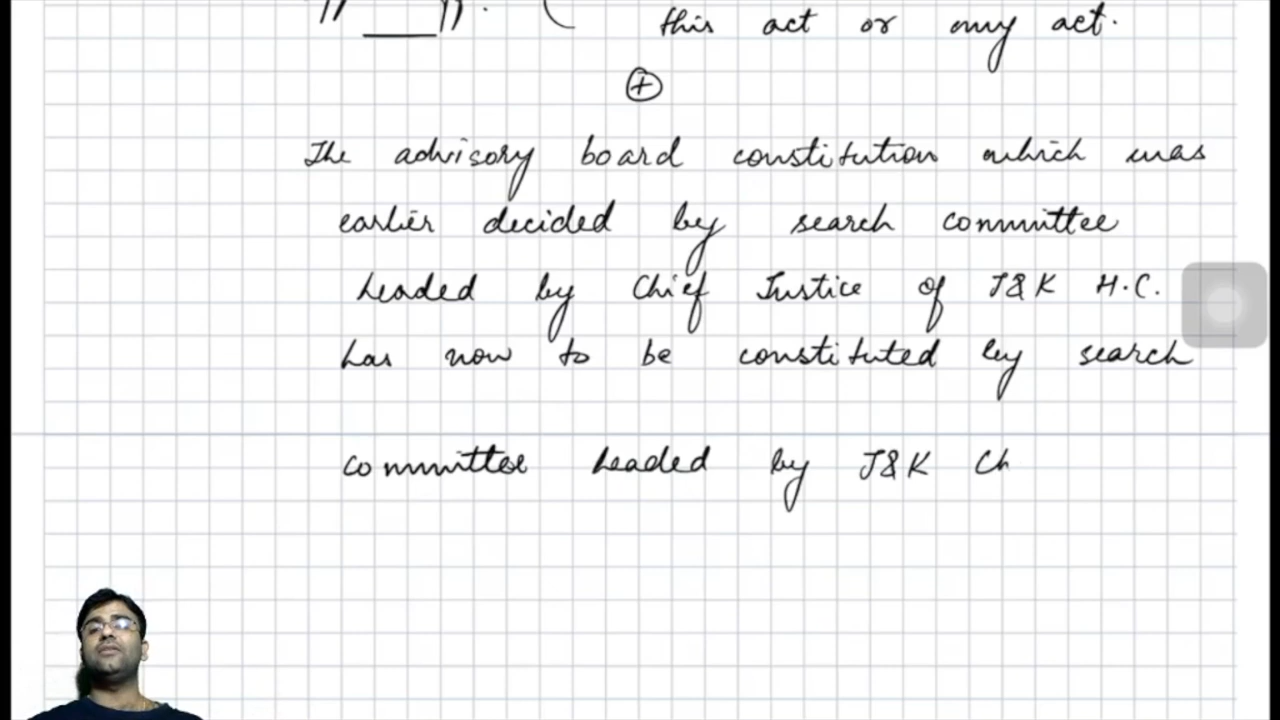 this act or any act.
+
The advisory board constitution which was
earlier decided by search committee
headed by Chief Justice of J&K H.C.
has now to be constituted by search
committee headed by J&K Ch